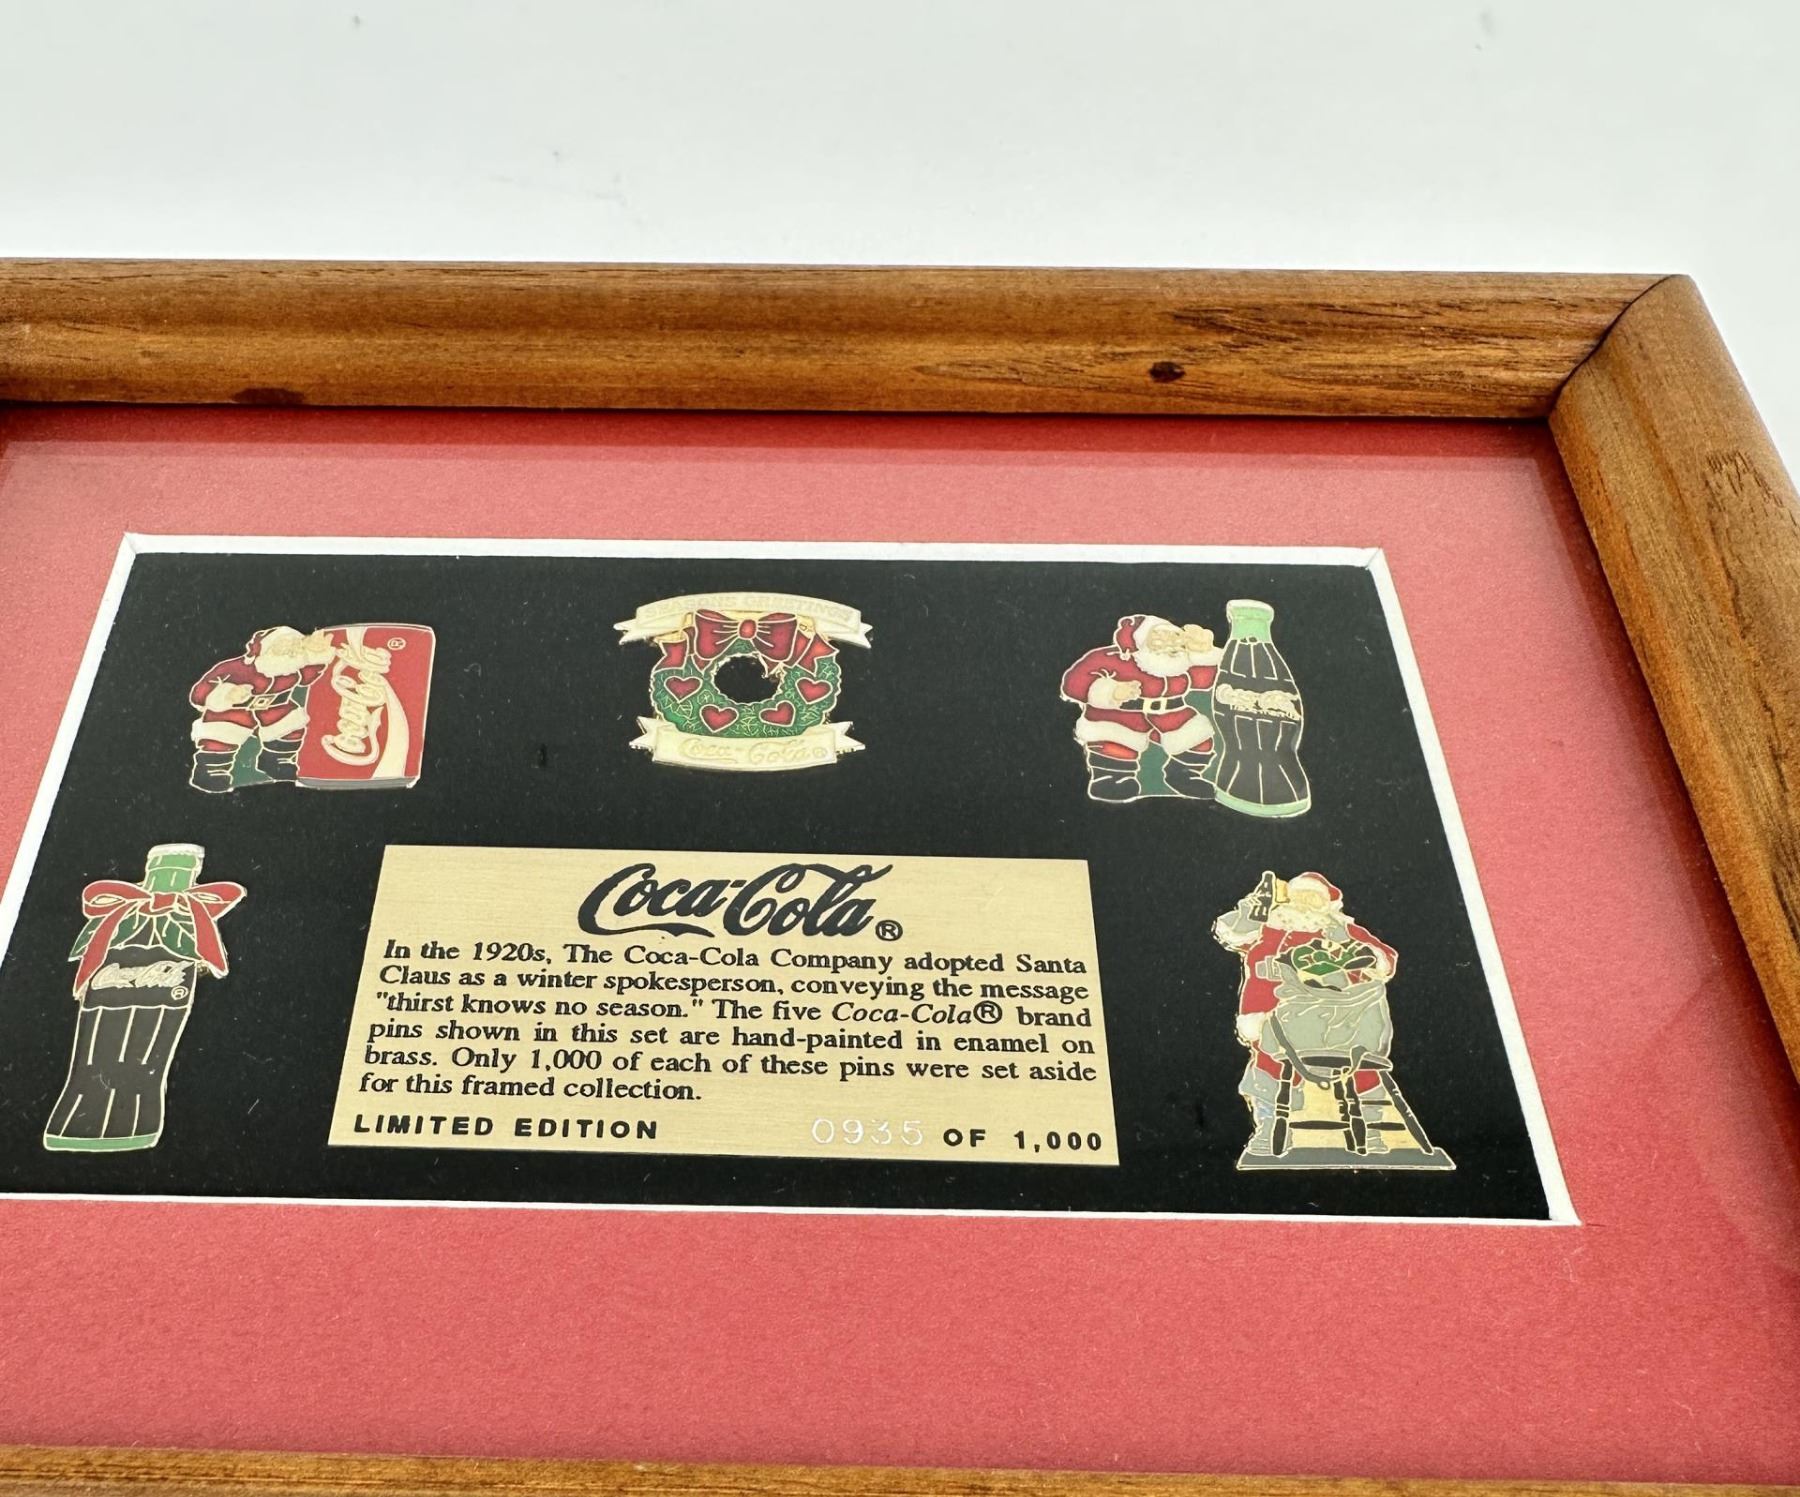 Coca-Cola ®
SEASONS GREETINGS
Coca-Cola ®
Coca-Cola
Coca-Cola ®
Coca-Cola®
In the 1920s, The Coca-Cola Company adopted Santa
Claus as a winter spokesperson, conveying the message
"thirst knows no season." The five Coca-Cola® brand
pins shown in this set are hand-painted in enamel on
brass. Only 1,000 of each of these pins were set aside
for this framed collection.
LIMITED EDITION 0935 OF 1,000